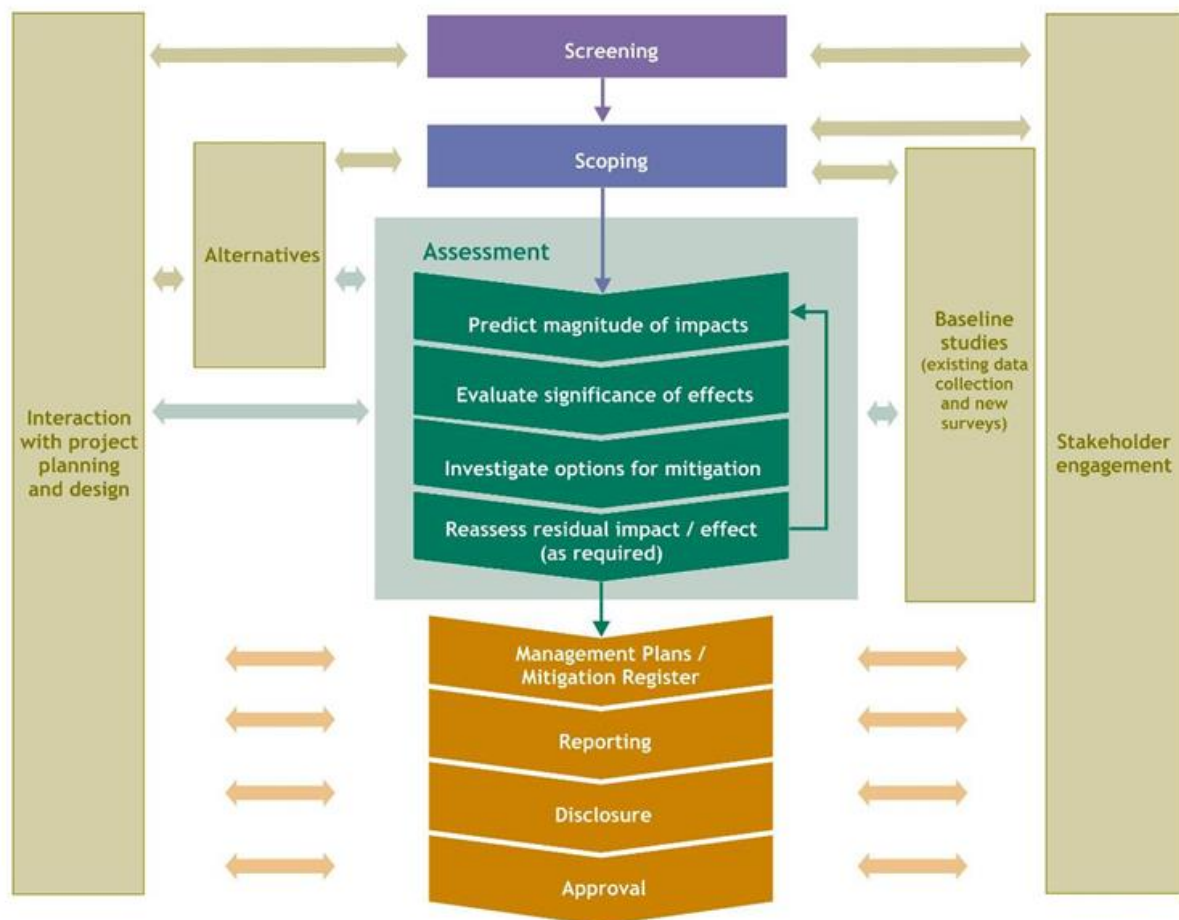 Screening
Scoping
Alternatives
Assessment
Predict magnitude of impacts
Evaluate significance of effects
Investigate options for mitigation
Reassess residual impact / effect
(as required)
Baseline
studies
(existing data
collection
and new
surveys)
Interaction
with project
planning
and design
Stakeholder
engagement
Management Plans /
Mitigation Register
Reporting
Disclosure
Approval